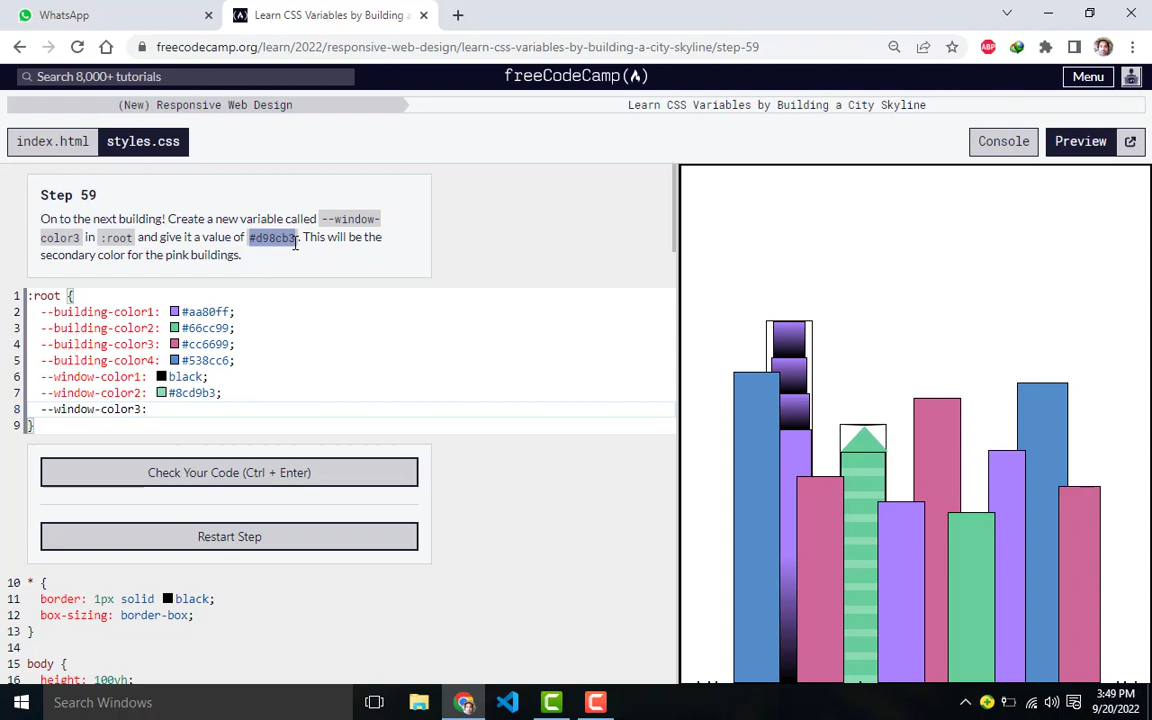 WhatsApp
Learn CSS Variables by Building a
freecodecamp.org/learn/2022/responsive-web-design/learn-css-variables-by-building-a-city-skyline/step-59
ABP
Search 8,000+ tutorials
freeCodeCamp
Menu
(New) Responsive Web Design
Learn CSS Variables by Building a City Skyline
index.html
styles.css
Console
Preview
Step 59
On to the next building! Create a new variable called --window-
color3 in :root and give it a value of #d98cb3. This will be the
secondary color for the pink buildings.
1 :root {
2 --building-color1: #aa80ff;
3 --building-color2: #66cc99;
4 --building-color3: #cc6699;
5 --building-color4: #538cc6;
6 --window-color1: black;
7 --window-color2: #8cd9b3;
8 --window-color3:
9 }
Check Your Code (Ctrl + Enter)
Restart Step
10 * {
11 border: 1px solid black;
12 box-sizing: border-box;
13 }
14
15 body {
16 height: 100vh;
Search Windows
3:49 PM
9/20/2022